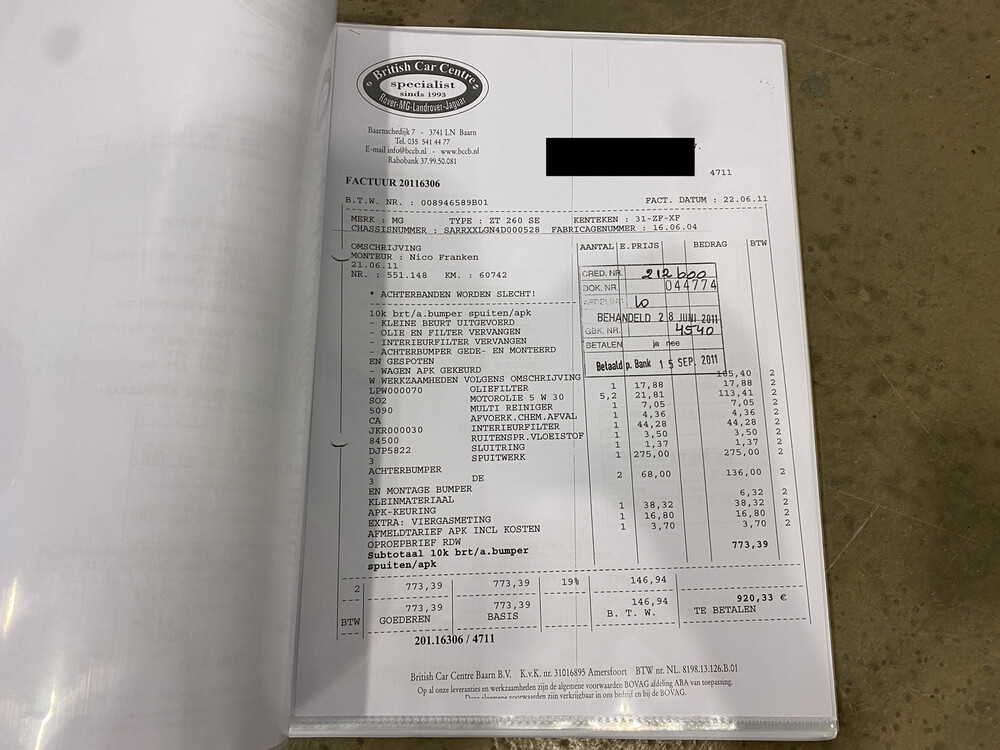 British Car Centre
specialist
sinds 1993
Rover-MG-Landrover-Jaguar
Baarnschedijk 7 - 3741 LN Baarn
Tel. 035 541 44 77
E-mail info@bccb.nl - www.bccb.nl
Rabobank 37.99.50.081
4711
FACTUUR 20116306
B.T.W. NR. : 008946589B01 FACT. DATUM : 22.06.11
MERK : MG TYPE : ZT 260 SE KENTEKEN : 31-ZF-XF
CHASSISNUMMER : SARRXXLGN4D000528 FABRICAGENUMMER : 16.06.04
OMSCHRIJVING AANTAL E.PRIJS BEDRAG BTW
MONTEUR : Nico Franken
21.06.11
NR. : 551.148 KM. : 60742
* ACHTERBANDEN WORDEN SLECHT!
CRED. NR. 212600
DOK. NR. 044774
AFDELING 10
BEHANDELD 28 JUNI 2011
GBK. NR. 4540
BETALEN ja nee
Betaald p. Bank 15 SEP. 2011
10k brt/a.bumper spuiten/apk
- KLEINE BEURT UITGEVOERD
- OLIE EN FILTER VERVANGEN
- INTERIEURFILTER VERVANGEN
- ACHTERBUMPER GEDE- EN MONTEERD
EN GESPOTEN
- WAGEN APK GEKEURD
W WERKZAAMHEDEN VOLGENS OMSCHRIJVING 105,40 2
LPW000070 OLIEFILTER 1 17,88 17,88 2
SO2 MOTOROLIE 5 W 30 5,2 21,81 113,41 2
5090 MULTI REINIGER 1 7,05 7,05 2
CA AFVOERK.CHEM.AFVAL 1 4,36 4,36 2
JKR000030 INTERIEURFILTER 1 44,28 44,28 2
84500 RUITENSPR.VLOEISTOF 1 3,50 3,50 2
DJP5822 SLUITRING 1 1,37 1,37 2
3 SPUITWERK 1 275,00 275,00 2
ACHTERBUMPER
3 DE 2 68,00 136,00 2
EN MONTAGE BUMPER
KLEINMATERIAAL 6,32 2
APK-KEURING 1 38,32 38,32 2
EXTRA: VIERGASMETING 1 16,80 16,80 2
AFMELDTARIEF APK INCL KOSTEN 1 3,70 3,70 2
OPROEPBRIEF RDW
Subtotaal 10k brt/a.bumper 773,39
spuiten/apk
2 773,39 773,39 19% 146,94
773,39 773,39 146,94 920,33 €
BTW GOEDEREN BASIS B. T. W. TE BETALEN
201.16306 / 4711
British Car Centre Baarn B.V. K.v.K. nr. 31016895 Amersfoort BTW nr. NL. 8198.13.126.B.01
Op al onze leveranties en werkzaamheden zijn de algemene voorwaarden BOVAG afdeling ABA van toepassing.
Deze algemene voorwaarden zijn verkrijgbaar in ons bedrijf en bij de BOVAG.